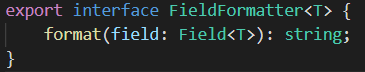 export interface FieldFormatter<T> {
    format(field: Field<T>): string;
}